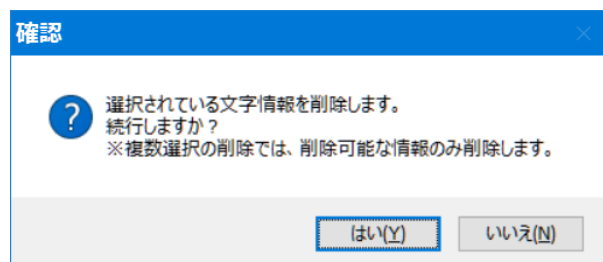 確認
選択されている文字情報を削除します。
続行しますか？
※複数選択の削除では、削除可能な情報のみ削除します。
はい(Y) いいえ(N)